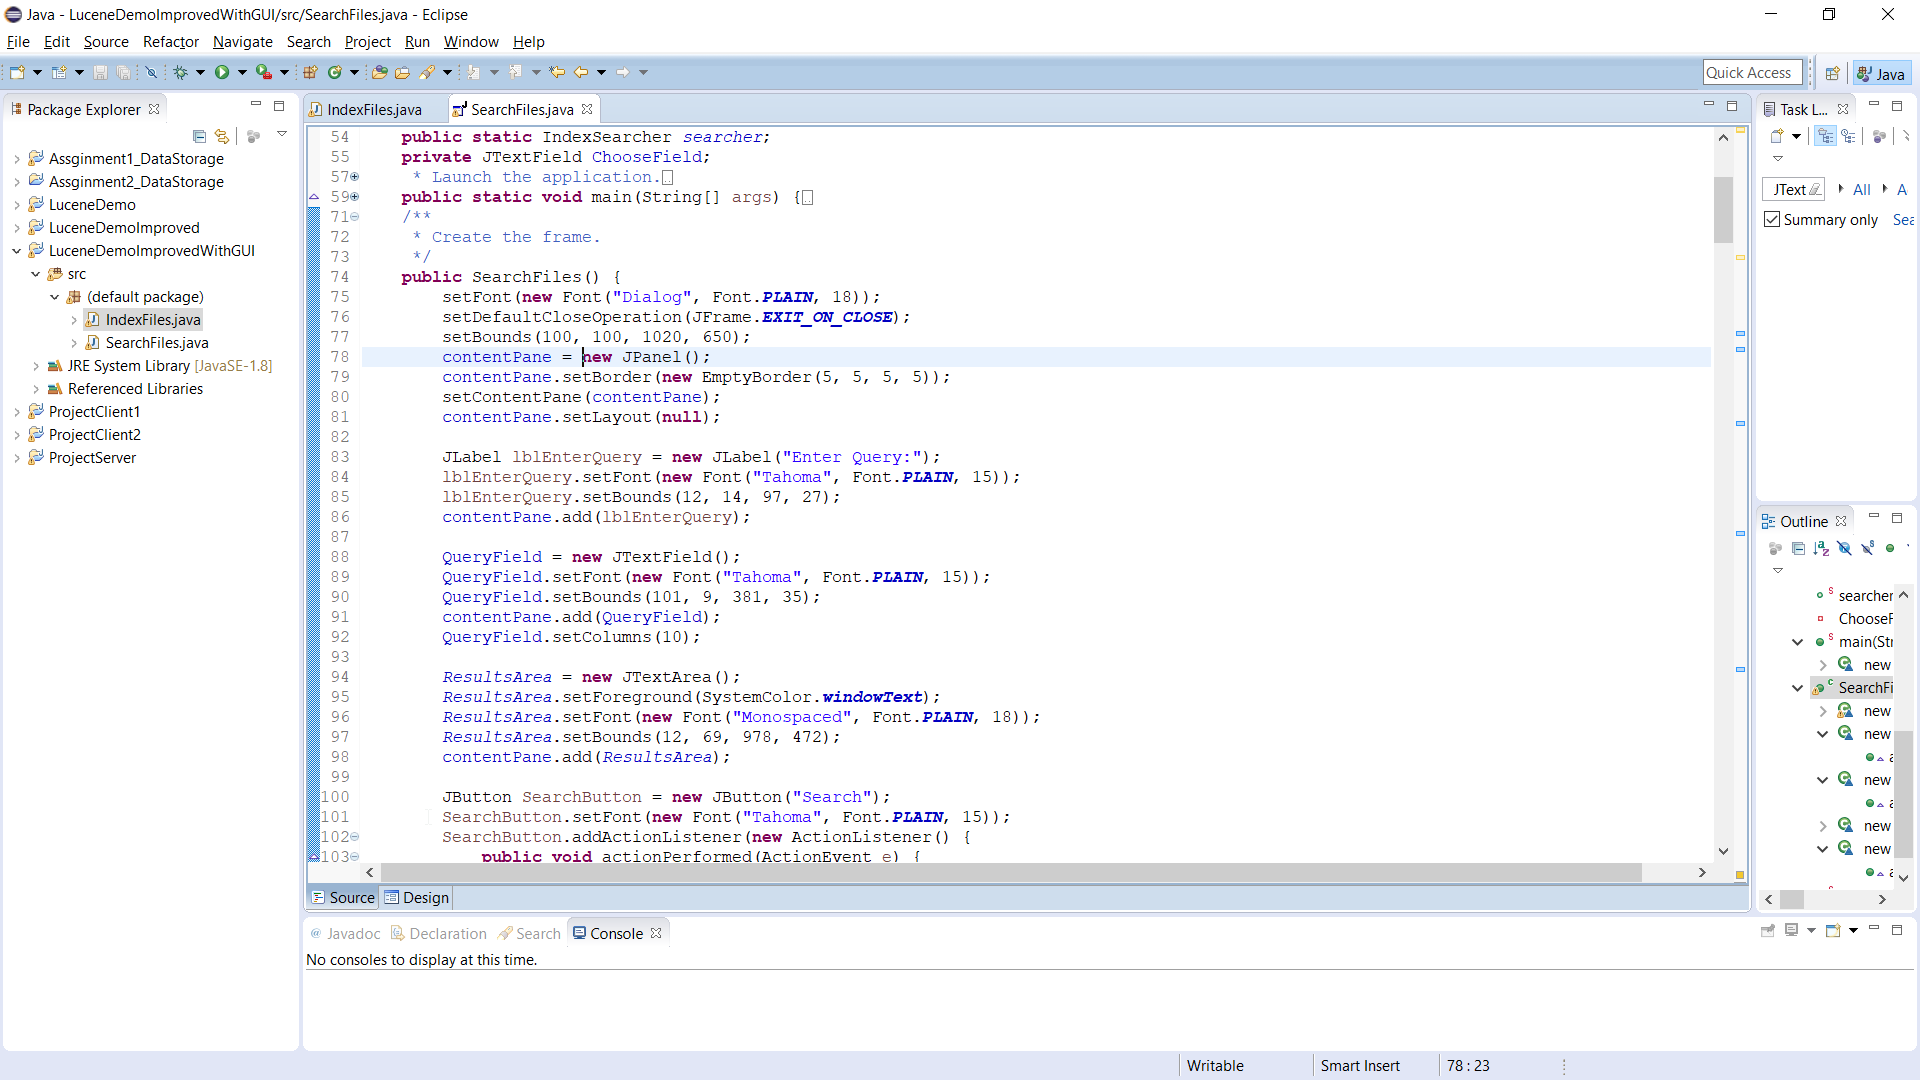 Java - LuceneDemoImprovedWithGUI/src/SearchFiles.java - Eclipse
File Edit Source Refactor Navigate Search Project Run Window Help
Quick Access
Java
Package Explorer
Assginment1_DataStorage
Assginment2_DataStorage
LuceneDemo
LuceneDemoImproved
LuceneDemoImprovedWithGUI
src
(default package)
IndexFiles.java
SearchFiles.java
JRE System Library [JavaSE-1.8]
Referenced Libraries
ProjectClient1
ProjectClient2
ProjectServer
IndexFiles.java SearchFiles.java
54 public static IndexSearcher searcher;
55 private JTextField ChooseField;
57 * Launch the application.
59 public static void main(String[] args) {
71 /**
72 * Create the frame.
73 */
74 public SearchFiles() {
75 setFont(new Font("Dialog", Font.PLAIN, 18));
76 setDefaultCloseOperation(JFrame.EXIT_ON_CLOSE);
77 setBounds(100, 100, 1020, 650);
78 contentPane = new JPanel();
79 contentPane.setBorder(new EmptyBorder(5, 5, 5, 5));
80 setContentPane(contentPane);
81 contentPane.setLayout(null);
82
83 JLabel lblEnterQuery = new JLabel("Enter Query:");
84 lblEnterQuery.setFont(new Font("Tahoma", Font.PLAIN, 15));
85 lblEnterQuery.setBounds(12, 14, 97, 27);
86 contentPane.add(lblEnterQuery);
87
88 QueryField = new JTextField();
89 QueryField.setFont(new Font("Tahoma", Font.PLAIN, 15));
90 QueryField.setBounds(101, 9, 381, 35);
91 contentPane.add(QueryField);
92 QueryField.setColumns(10);
93
94 ResultsArea = new JTextArea();
95 ResultsArea.setForeground(SystemColor.windowText);
96 ResultsArea.setFont(new Font("Monospaced", Font.PLAIN, 18));
97 ResultsArea.setBounds(12, 69, 978, 472);
98 contentPane.add(ResultsArea);
99
100 JButton SearchButton = new JButton("Search");
101 SearchButton.setFont(new Font("Tahoma", Font.PLAIN, 15));
102 SearchButton.addActionListener(new ActionListener() {
103 public void actionPerformed(ActionEvent e) {
Source Design
Task L...
JText All A
Summary only Sea
Outline
searcher
ChooseF
main(Str
new
SearchFi
new
new
new
new
new
@ Javadoc Declaration Search Console
No consoles to display at this time.
Writable Smart Insert 78 : 23